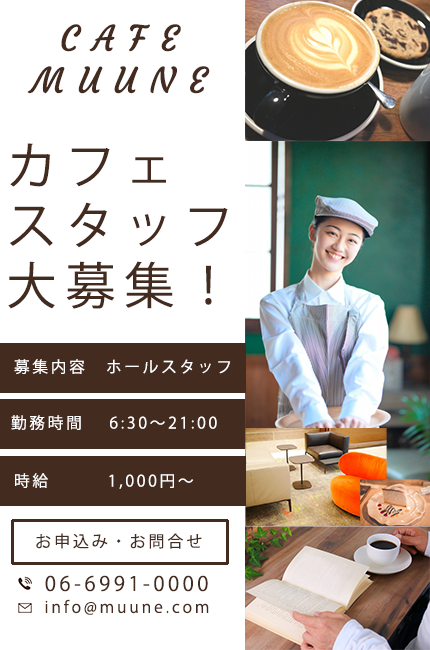 CAFE
MUUNE
カフェ
スタッフ
大募集！
募集内容　ホールスタッフ
勤務時間　6:30～21:00
時給　1,000円～
お申込み・お問合せ
06-6991-0000
info@muune.com